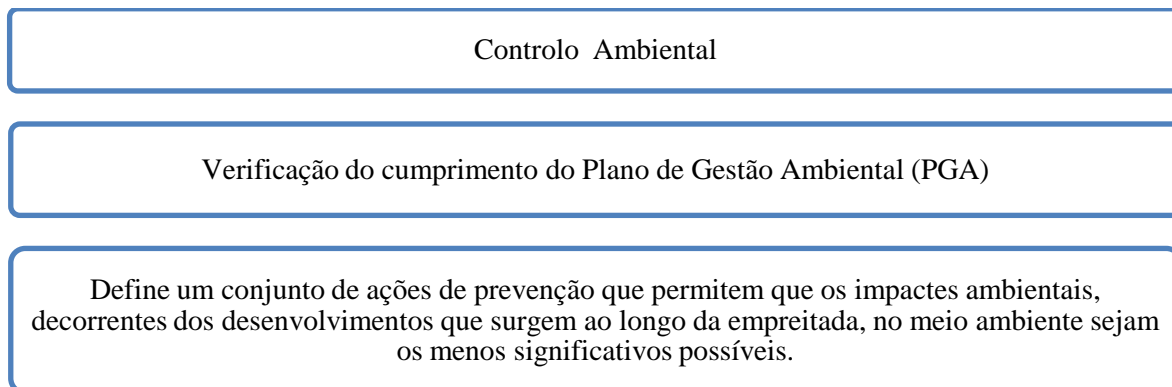 Controlo Ambiental
Verificação do cumprimento do Plano de Gestão Ambiental (PGA)
Define um conjunto de ações de prevenção que permitem que os impactes ambientais,
decorrentes dos desenvolvimentos que surgem ao longo da empreitada, no meio ambiente sejam
os menos significativos possíveis.